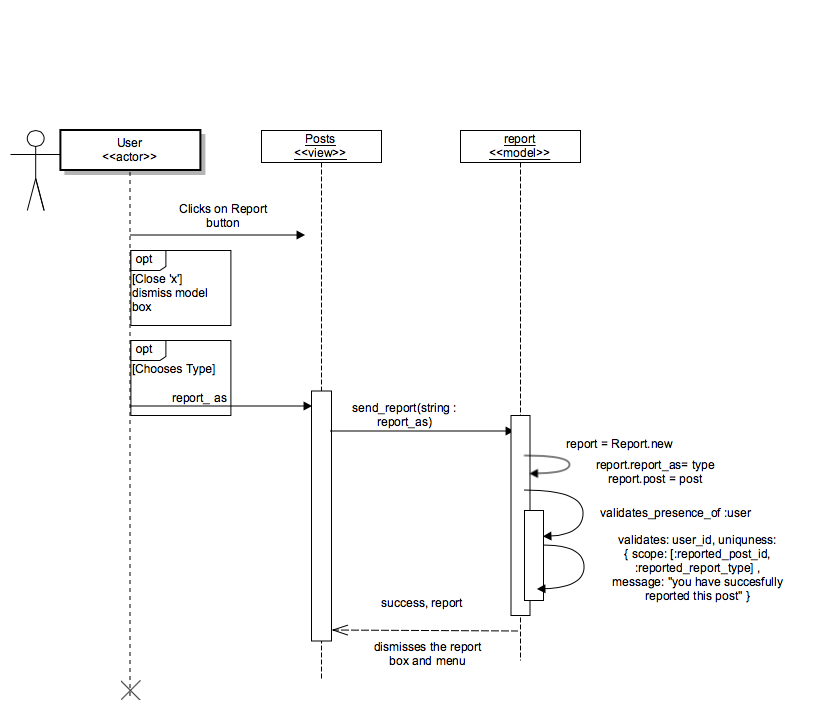 User
<<actor>>
Posts
<<view>>
report
<<model>>
Clicks on Report
button
opt
[Close 'x']
dismiss model
box
opt
[Chooses Type]
report_ as
send_report(string :
report_as)
report = Report.new
report.report_as= type
report.post = post
validates_presence_of :user
validates: user_id, uniquness:
{ scope: [:reported_post_id,
:reported_report_type] ,
message: "you have succesfully
reported this post" }
success, report
dismisses the report
box and menu